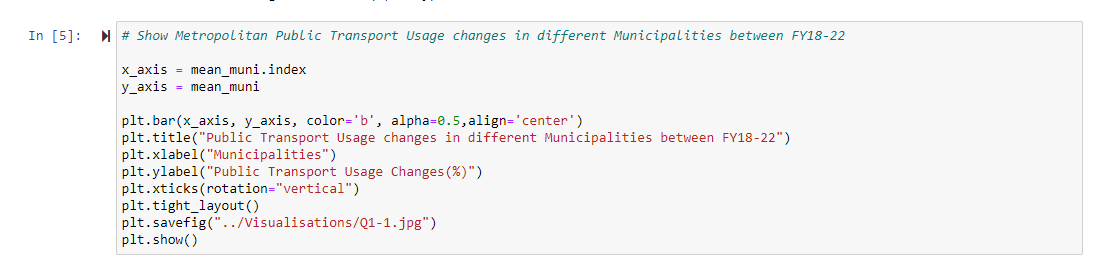 In [5]:
# Show Metropolitan Public Transport Usage changes in different Municipalities between FY18-22
x_axis = mean_muni.index
y_axis = mean_muni
plt.bar(x_axis, y_axis, color='b', alpha=0.5,align='center')
plt.title("Public Transport Usage changes in different Municipalities between FY18-22")
plt.xlabel("Municipalities")
plt.ylabel("Public Transport Usage Changes(%)")
plt.xticks(rotation="vertical")
plt.tight_layout()
plt.savefig("../Visualisations/Q1-1.jpg")
plt.show()